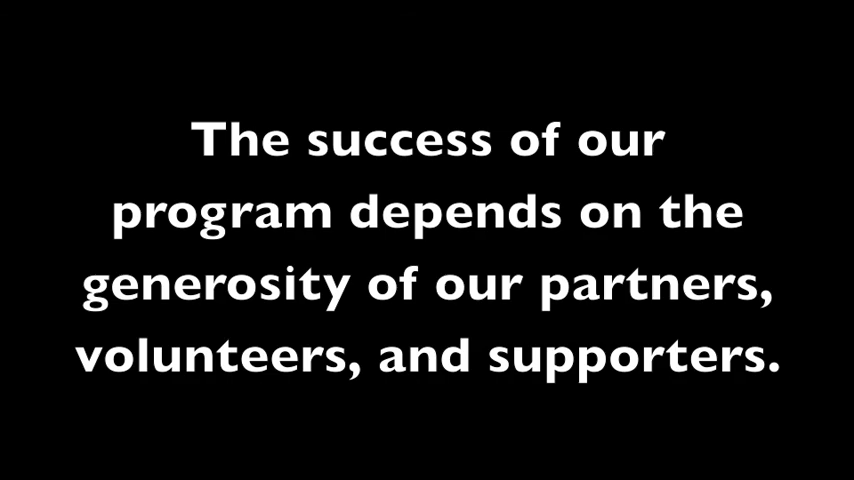 The success of our
program depends on the
generosity of our partners,
volunteers, and supporters.